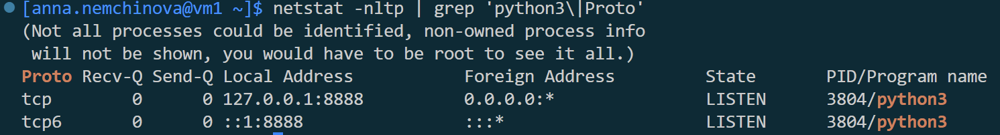 [anna.nemchinova@vm1 ~]$ netstat -nltp | grep 'python3\|Proto'
(Not all processes could be identified, non-owned process info
 will not be shown, you would have to be root to see it all.)
Proto Recv-Q Send-Q Local Address           Foreign Address         State       PID/Program name
tcp        0      0 127.0.0.1:8888          0.0.0.0:*               LISTEN      3804/python3
tcp6       0      0 ::1:8888                :::*                    LISTEN      3804/python3